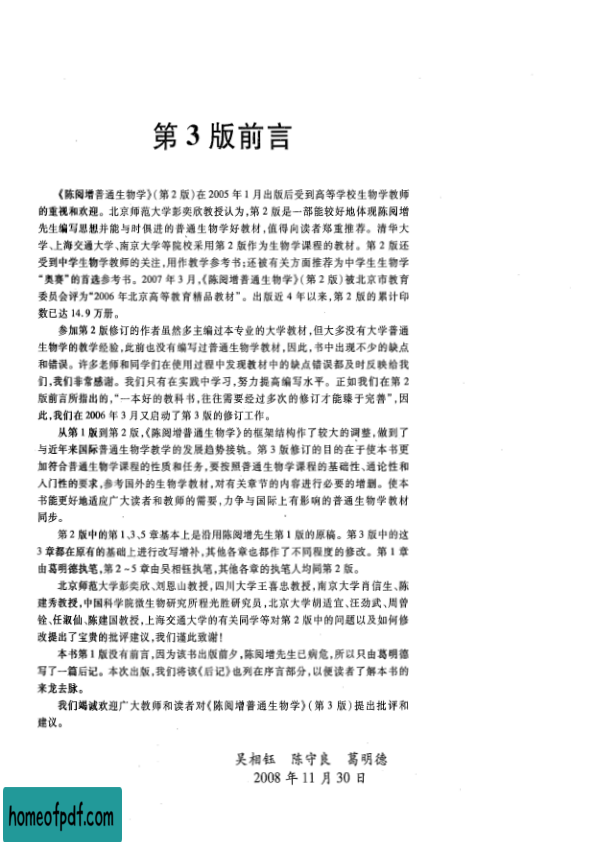 第 3 版前言
《陈阅增普通生物学》(第 2 版)在 2005 年 1 月出版后受到高等学校生物学教师
的重视和欢迎。北京师范大学彭奕欣教授认为,第 2 版是一部能较好地体现陈阅增
先生编写思想并能与时俱进的普通生物学好教材,值得向读者郑重推荐。清华大
学、上海交通大学、南京大学等院校采用第 2 版作为生物学课程的教材。第 2 版还
受到中学生物学教师的关注,用作教学参考书;还被有关方面推荐为中学生生物学
“奥赛”的首选参考书。2007 年 3 月,《陈阅增普通生物学》(第 2 版)被北京市教育
委员会评为“2006 年北京高等教育精品教材”。出版近 4 年以来,第 2 版的累计印
数已达 14.9 万册。
参加第 2 版修订的作者虽然多主编过本专业的大学教材,但大多没有大学普通
生物学的教学经验,此前也没有编写过普通生物学教材,因此,书中出现不少的缺点
和错误。许多老师和同学们在使用过程中发现教材中的缺点错误都及时反映给我
们,我们非常感谢。我们只有在实践中学习,努力提高编写水平。正如我们在第 2
版前言所指出的,“一本好的教科书,往往需要经过多次的修订才能臻于完善”,因
此,我们在 2006 年 3 月又启动了第 3 版的修订工作。
从第 1 版到第 2 版,《陈阅增普通生物学》的框架结构作了较大的调整,做到了
与近年来国际普通生物学教学的发展趋势接轨。第 3 版修订的目的在于使本书更
加符合普通生物学课程的性质和任务,要按照普通生物学课程的基础性、通论性和
入门性的要求,参考国外的生物学教材,对有关章节的内容进行必要的增删。使本
书能更好地适应广大读者和教师的需要,力争与国际上有影响的普通生物学教材
同步。
第 2 版中的第 1、3、5 章基本上是沿用陈阅增先生第 1 版的原稿。第 3 版中的这
3 章都在原有的基础上进行改写增补,其他各章也都作了不同程度的修改。第 1 章
由葛明德执笔,第 2~5 章由吴相钰执笔,其他各章的执笔人均同第 2 版。
北京师范大学彭奕欣、刘恩山教授,四川大学王喜忠教授,南京大学肖信生、陈
建秀教授,中国科学院微生物研究所程光胜研究员,北京大学胡适宜、汪劲武、周曾
铨、任淑仙、陈建国教授,上海交通大学的有关同学等对第 2 版中的问题以及如何修
改提出了宝贵的批评建议,我们谨此致谢!
本书第 1 版没有前言,因为该书出版前夕,陈阅增先生已病危,所以只由葛明德
写了一篇后记。本次出版,我们将该《后记》也列在序言部分,以便读者了解本书的
来龙去脉。
我们竭诚欢迎广大教师和读者对《陈阅增普通生物学》(第 3 版)提出批评和
建议。
吴相钰 陈守良 葛明德
2008 年 11 月 30 日
homeofpdf.com